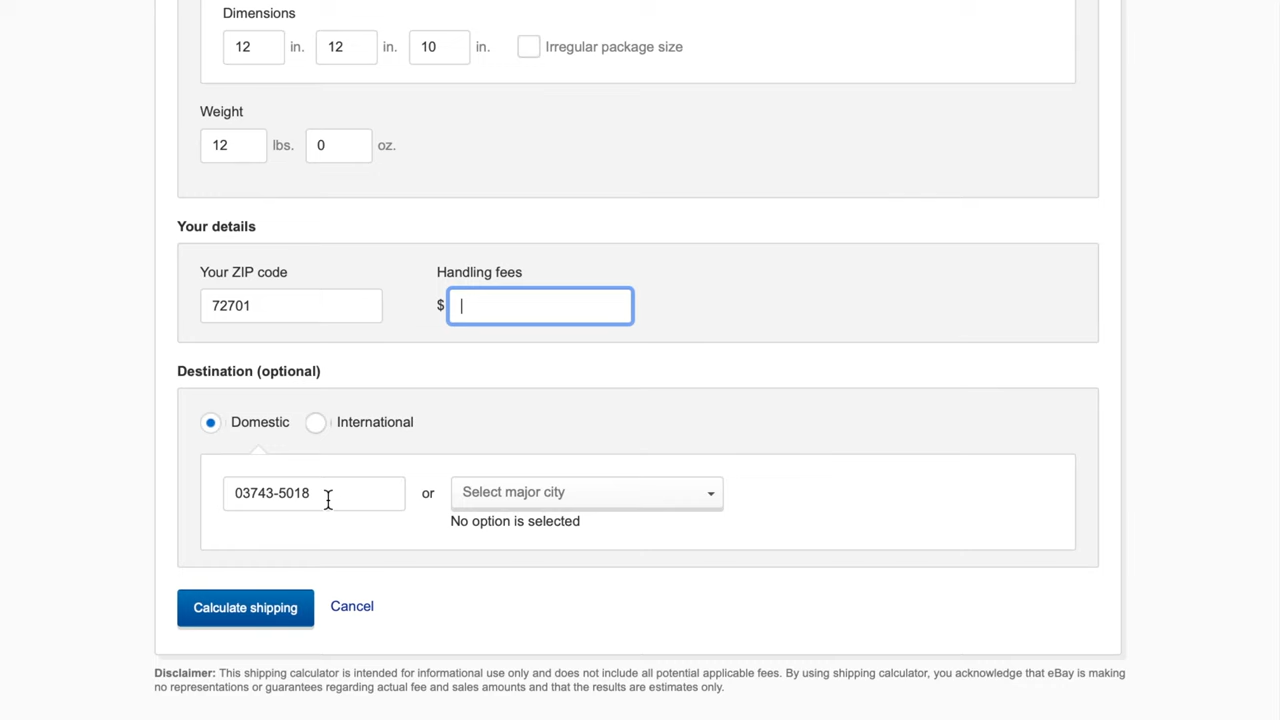 Dimensions
12 in. 12 in. 10 in. Irregular package size
Weight
12 lbs. 0 oz.
Your details
Your ZIP code Handling fees
72701 $
Destination (optional)
Domestic International
03743-5018 or Select major city
No option is selected
Calculate shipping Cancel
Disclaimer: This shipping calculator is intended for informational use only and does not include all potential applicable fees. By using shipping calculator, you acknowledge that eBay is making
no representations or guarantees regarding actual fee and sales amounts and that the results are estimates only.